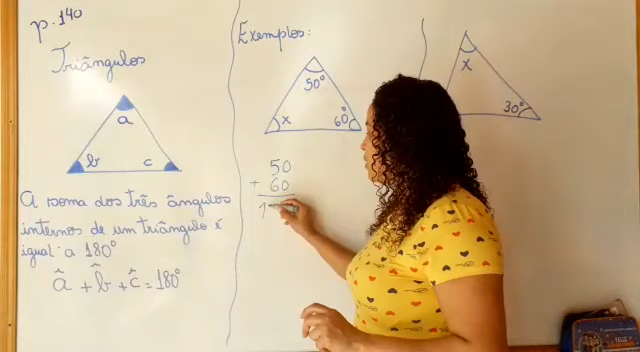 p. 140
Triângulos
a
b
c
A soma dos três ângulos
internos de um triângulo é
igual a 180°
â + b̂ + ĉ = 180°
Exemplos:
50°
x
60°
50
+ 60
1
x
30°